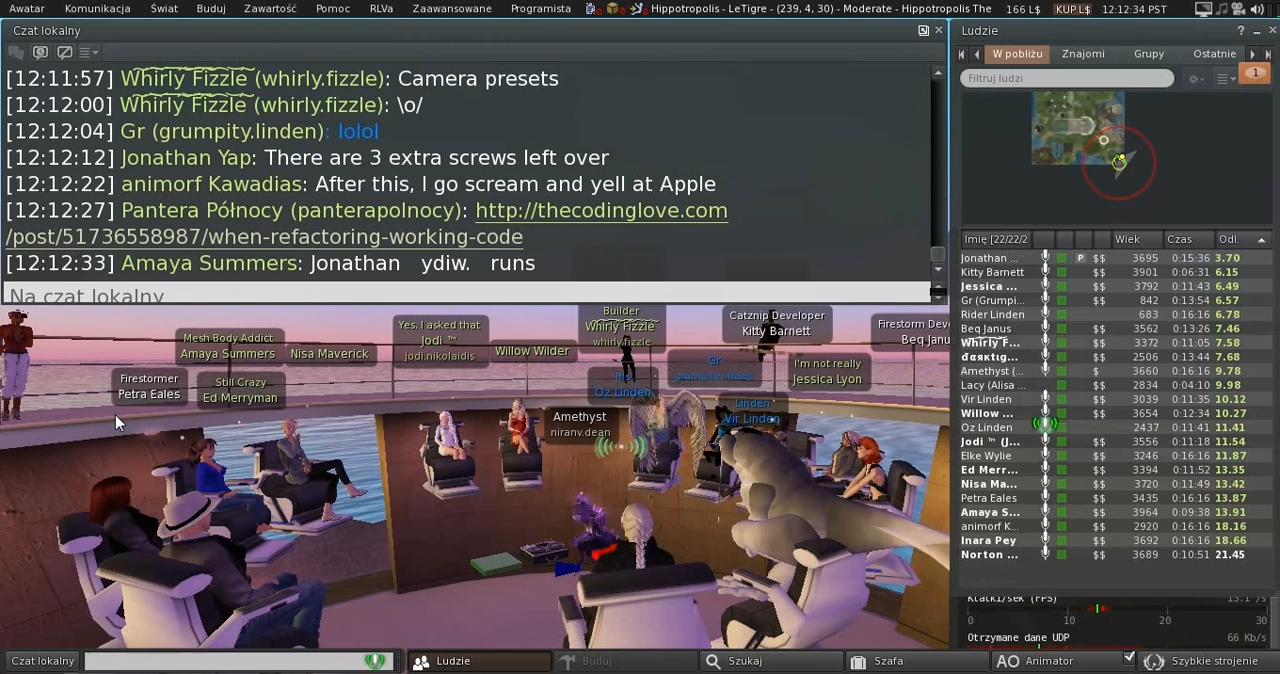 Awatar Komunikacja Świat Buduj Zawartość Pomoc RLVa Zaawansowane Programista Hippotropolis - LeTigre - (239, 4, 30) - Moderate - Hippotropolis The 166 L$ KUP L$ 12:12:34 PST
Czat lokalny
[12:11:57] Whirly Fizzle (whirly.fizzle): Camera presets
[12:12:00] Whirly Fizzle (whirly.fizzle): \o/
[12:12:04] Gr (grumpity.linden): lolol
[12:12:12] Jonathan Yap: There are 3 extra screws left over
[12:12:22] animorf Kawadias: After this, I go scream and yell at Apple
[12:12:27] Pantera Północy (panterapolnocy): http://thecodinglove.com
/post/51736558987/when-refactoring-working-code
[12:12:33] Amaya Summers: Jonathan ydiw. runs
Na czat lokalny
Mesh Body Addict
Amaya Summers
Nisa Maverick
Yes, I asked that
Jodi ™
jodi.nikolaidis
Willow Wilder
Builder
Whirly Fizzle
whirly.fizzle
Catznip Developer
Kitty Barnett
Firestorm Deve
Beq Janus
Firestormer
Petra Eales
Still Crazy
Ed Merryman
Oz Linden
Gr
grumpity.linden
I'm not really
Jessica Lyon
Linden
Vir Linden
Amethyst
niranv.dean
Ludzie
? _ ×
W pobliżu Znajomi Grupy Ostatnie
Filtruj ludzi
1
Imię [22/22/2 Wiek Czas Odl.
Jonathan ... P $$ 3695 0:15:36 3.70
Kitty Barnett 3901 0:06:31 6.15
Jessica ... $$ 3792 0:11:43 6.49
Gr (Grumpi... $$ 842 0:13:54 6.57
Rider Linden 683 0:16:16 6.78
Beq Janus $$ 3562 0:13:26 7.46
Whirly F... $$ 3372 0:11:05 7.58
$$ 2506 0:13:44 7.68
Amethyst (... $ 3660 0:16:16 9.78
Lacy (Alisa ... $$ 2834 0:04:10 9.98
Vir Linden $$ 3039 0:11:35 10.12
Willow ... $$ 3654 0:12:34 10.27
Oz Linden 2437 0:11:41 11.41
Jodi ™ (J... $$ 3556 0:11:18 11.54
Elke Wylie $$ 3246 0:16:16 11.87
Ed Merr... $$ 3394 0:11:52 13.35
Nisa Ma... $$ 3720 0:11:49 13.42
Petra Eales $$ 3435 0:16:16 13.87
Amaya S... $$ 3964 0:09:38 13.91
animorf K... $$ 2920 0:16:16 18.16
Inara Pey $$ 3692 0:16:16 18.66
Norton ... $$ 3689 0:10:51 21.45
Klatki/sek (FPS) 13.1 /s
0 10 20 30
Otrzymane dane UDP 66 Kb/s
Czat lokalny Ludzie Buduj Szukaj Szafa AO Animator Szybkie strojenie